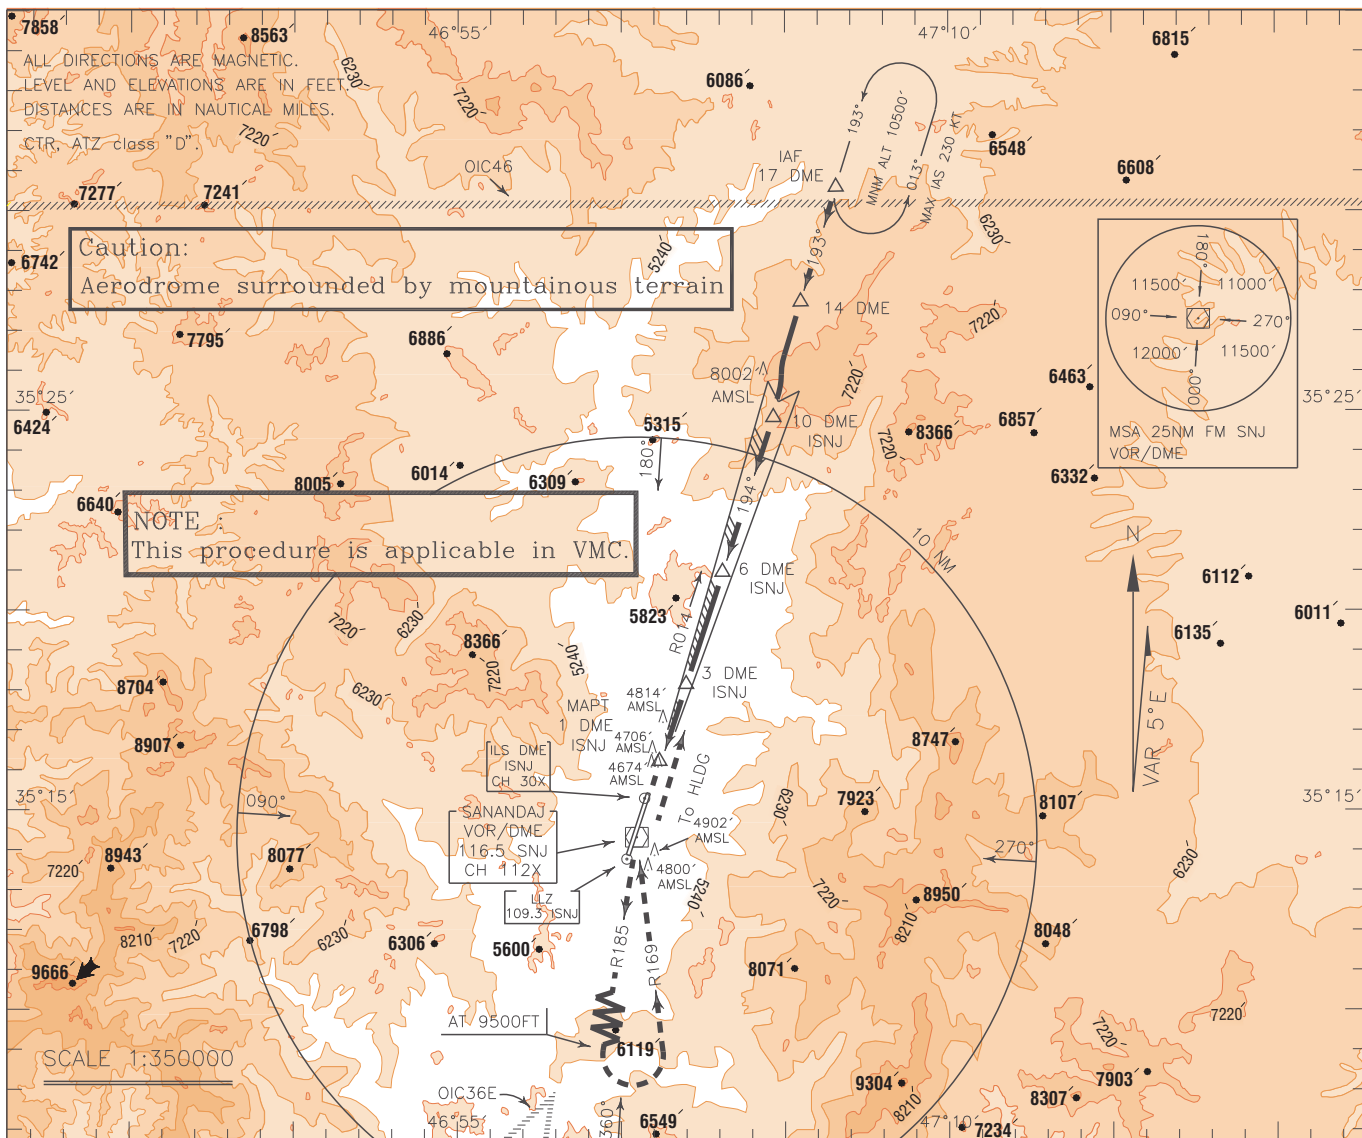 7858′
8563′
46°55′
47°10′
6815′
ALL DIRECTIONS ARE MAGNETIC.
LEVEL AND ELEVATIONS ARE IN FEET.
DISTANCES ARE IN NAUTICAL MILES.
CTR, ATZ class "D".
6230′
7220′
7220′
6086′
193°
MNM ALT 10500′
013°
MAX IAS 230 KT
6548′
6608′
IAF
17 DME
OIC46
7277′
7241′
6230′
6742′
Caution:
Aerodrome surrounded by mountainous terrain
5240′
193°
14 DME
7220′
180°
11500′
11000′
090°
270°
12000′
11500′
000°
MSA 25NM FM SNJ
VOR/DME
7795′
6886′
8002′
AMSL
7220′
6463′
35°25′
35°25′
6424′
5315′
10 DME
ISNJ
8366′
7220′
6857′
180°
6014′
8005′
6309′
6332′
194°
6640′
NOTE :
This procedure is applicable in VMC.
10 NM
N
6 DME
ISNJ
6112′
5823′
6011′
7220′
6230′
R014
6135′
8366′
7220′
5240′
3 DME
ISNJ
8704′
6230′
4814′
AMSL
MAPT
1 DME
ISNJ
VAR 5°E
8907′
4706′
AMSL
8747′
ILS DME
ISNJ
CH 30X
4674′
AMSL
To HLDG
6230′
7923′
35°15′
35°15′
8107′
090°
SANANDAJ
VOR/DME
116.5 SNJ
CH 112X
4902′
AMSL
8943′
7220′
8077′
4800′
AMSL
270°
6230′
LLZ
109.3 ISNJ
5240′
7220′
8950′
8210′
8210′
7220′
6798′
6230′
6306′
5600′
R185
R169
8048′
9666′
8071′
AT 9500FT
7220′
7220′
6119′
SCALE 1:350000
9304′
8210′
7903′
8307′
OIC36E
46°55′
360°
6549′
47°10′
7234′